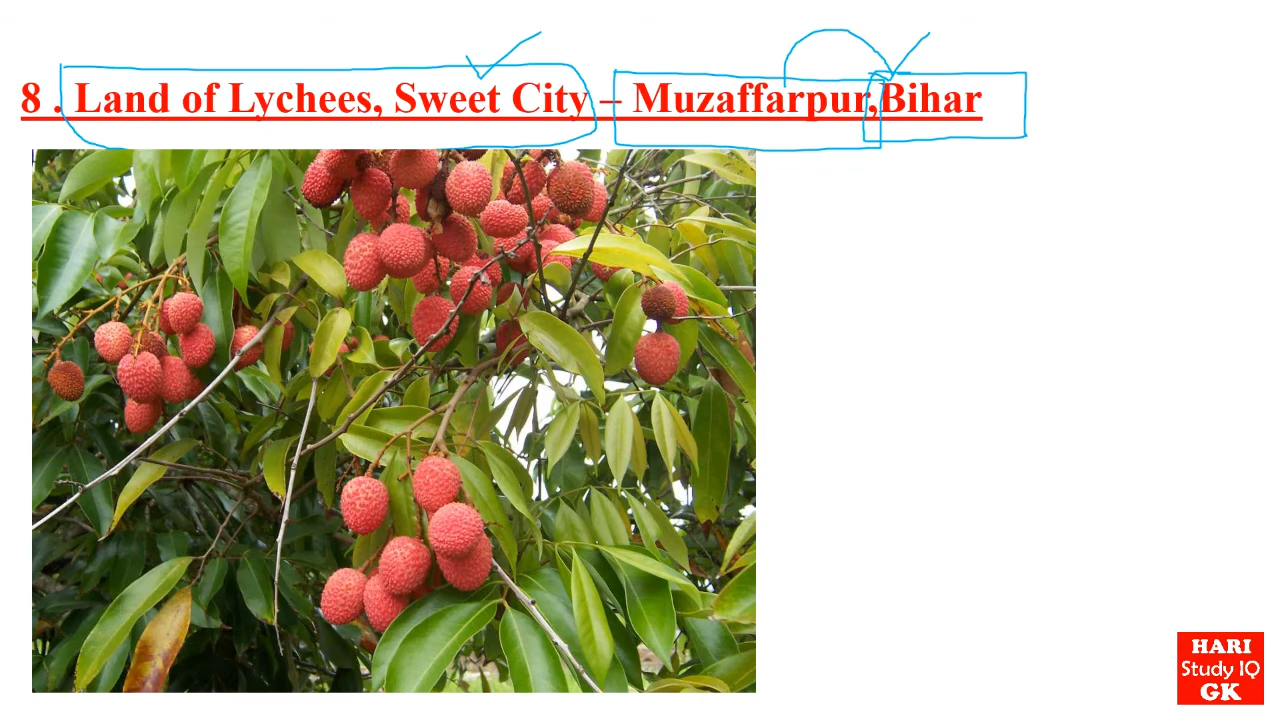 8 . Land of Lychees, Sweet City – Muzaffarpur,Bihar
HARI
Study IQ
GK